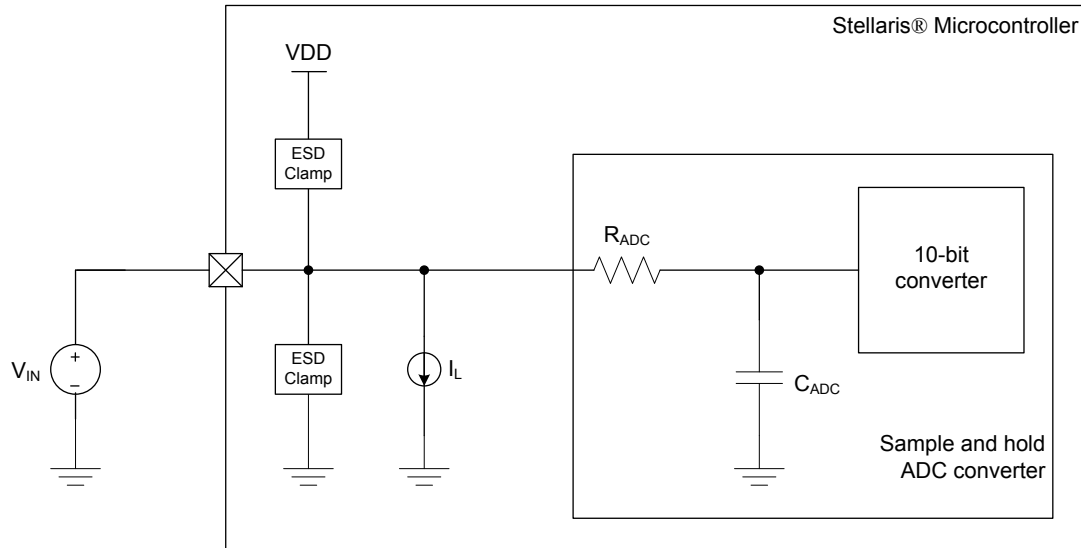 Stellaris® Microcontroller
VDD
ESD
Clamp
R_ADC
10-bit
converter
V_IN
+
−
ESD
Clamp
I_L
C_ADC
Sample and hold
ADC converter